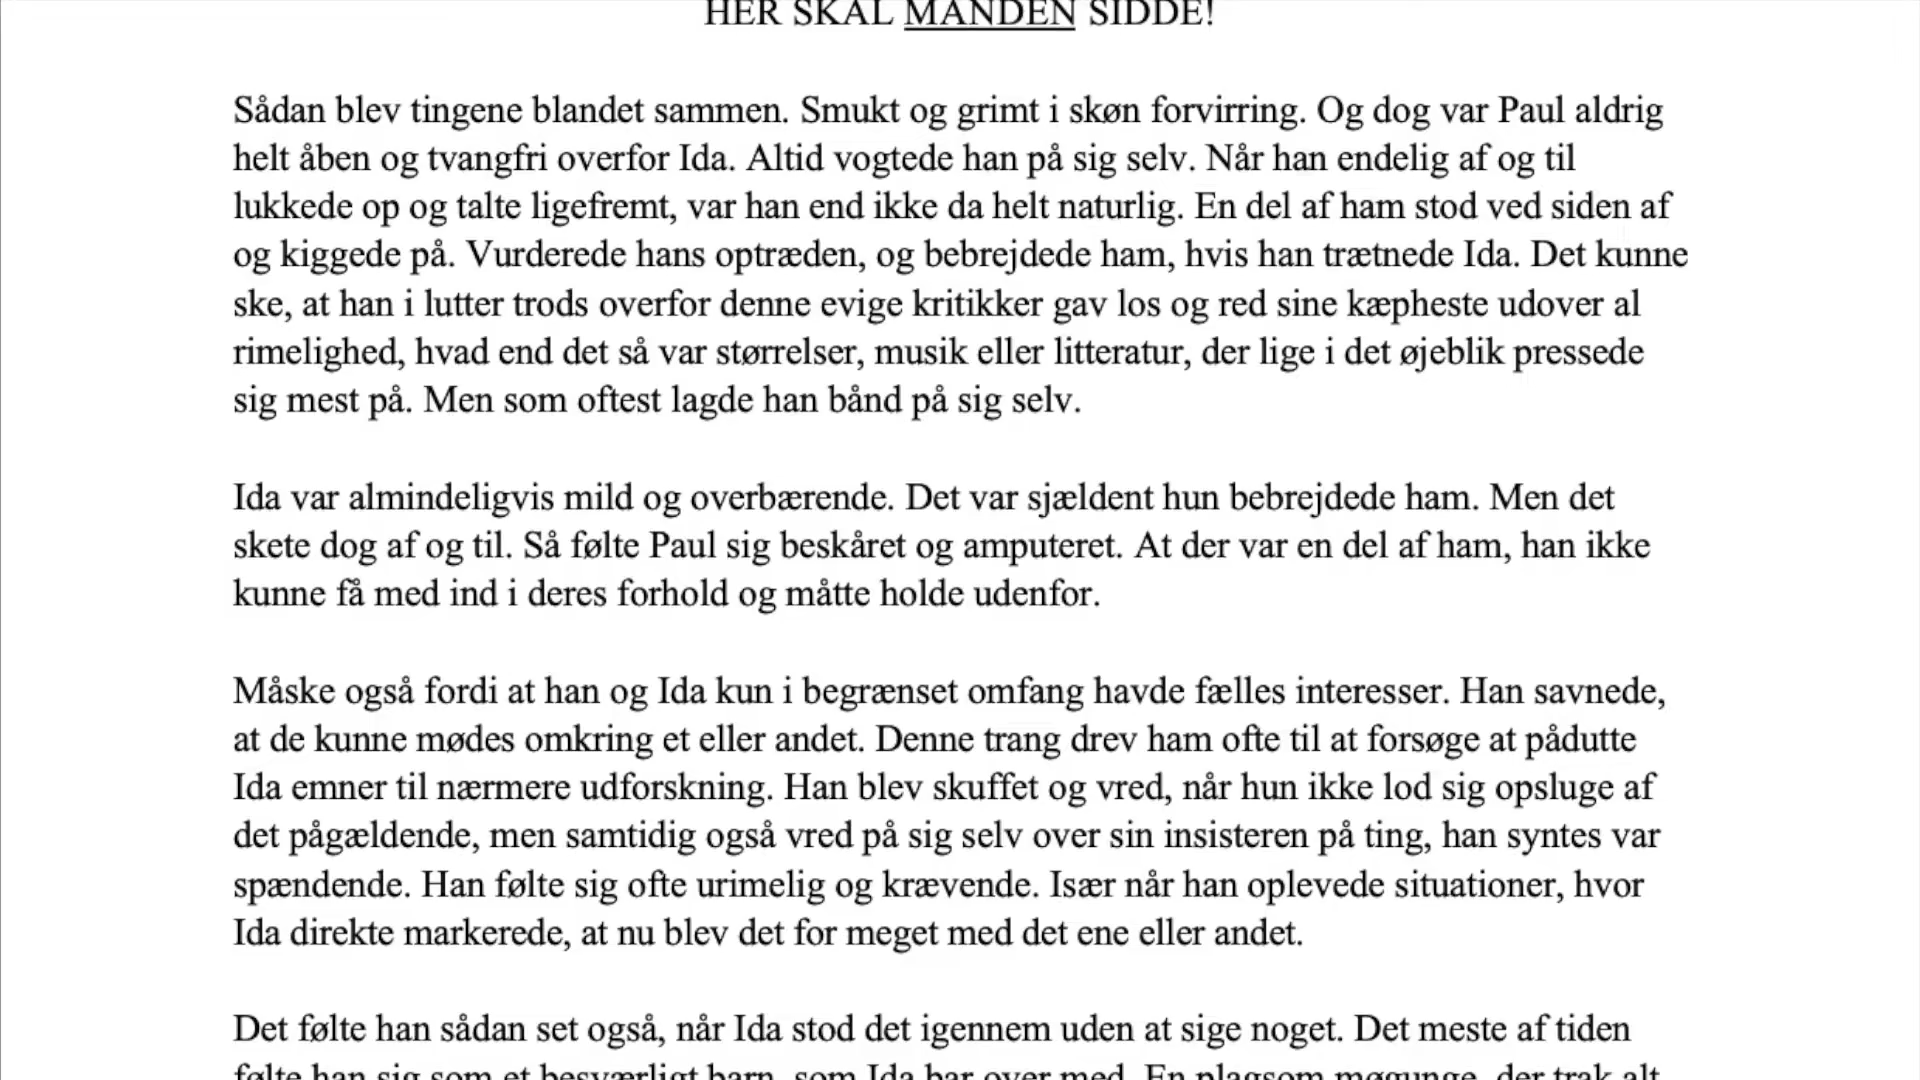 HER SKAL MANDEN SIDDE!
Sådan blev tingene blandet sammen. Smukt og grimt i skøn forvirring. Og dog var Paul aldrig
helt åben og tvangfri overfor Ida. Altid vogtede han på sig selv. Når han endelig af og til
lukkede op og talte ligefremt, var han end ikke da helt naturlig. En del af ham stod ved siden af
og kiggede på. Vurderede hans optræden, og bebrejdede ham, hvis han trætnede Ida. Det kunne
ske, at han i lutter trods overfor denne evige kritikker gav los og red sine kæpheste udover al
rimelighed, hvad end det så var størrelser, musik eller litteratur, der lige i det øjeblik pressede
sig mest på. Men som oftest lagde han bånd på sig selv.
Ida var almindeligvis mild og overbærende. Det var sjældent hun bebrejdede ham. Men det
skete dog af og til. Så følte Paul sig beskåret og amputeret. At der var en del af ham, han ikke
kunne få med ind i deres forhold og måtte holde udenfor.
Måske også fordi at han og Ida kun i begrænset omfang havde fælles interesser. Han savnede,
at de kunne mødes omkring et eller andet. Denne trang drev ham ofte til at forsøge at pådutte
Ida emner til nærmere udforskning. Han blev skuffet og vred, når hun ikke lod sig opsluge af
det pågældende, men samtidig også vred på sig selv over sin insisteren på ting, han syntes var
spændende. Han følte sig ofte urimelig og krævende. Især når han oplevede situationer, hvor
Ida direkte markerede, at nu blev det for meget med det ene eller andet.
Det følte han sådan set også, når Ida stod det igennem uden at sige noget. Det meste af tiden
følte han sig som et besværligt barn, som Ida bar over med. En plagsom møgunge, der trak alt